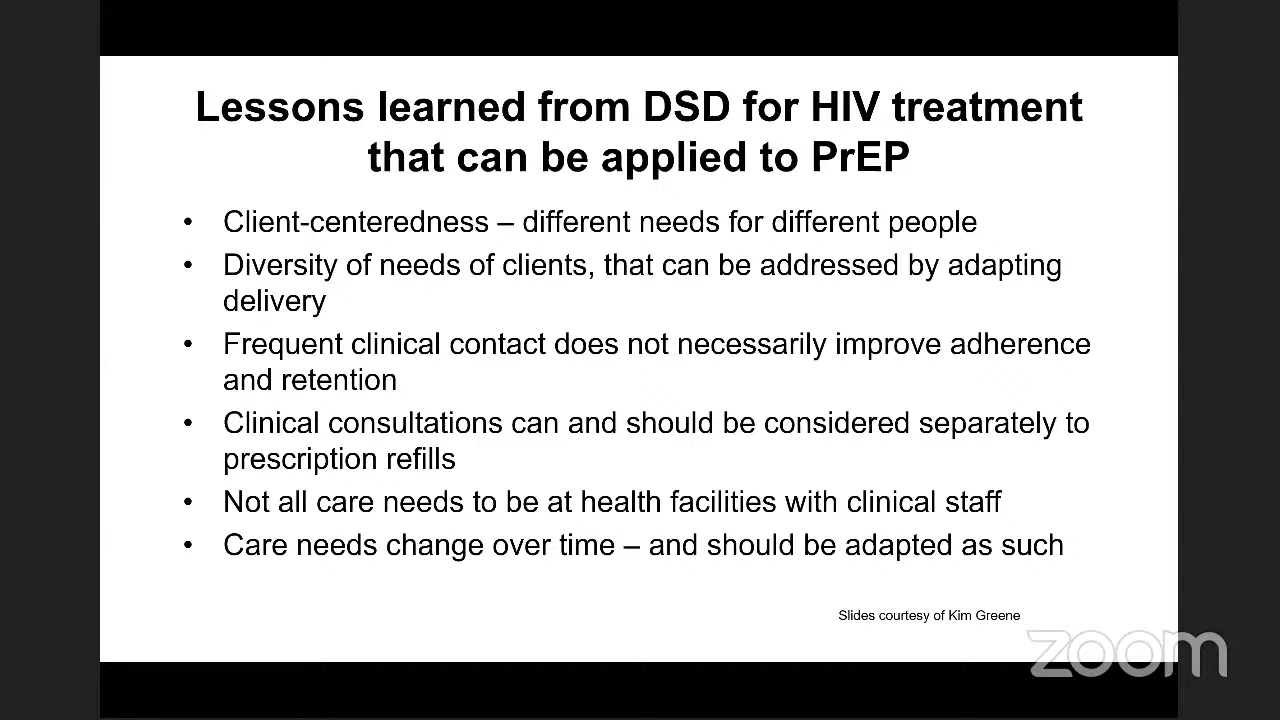 Lessons learned from DSD for HIV treatment
that can be applied to PrEP
• Client-centeredness – different needs for different people
• Diversity of needs of clients, that can be addressed by adapting
delivery
• Frequent clinical contact does not necessarily improve adherence
and retention
• Clinical consultations can and should be considered separately to
prescription refills
• Not all care needs to be at health facilities with clinical staff
• Care needs change over time – and should be adapted as such
Slides courtesy of Kim Greene
zoom